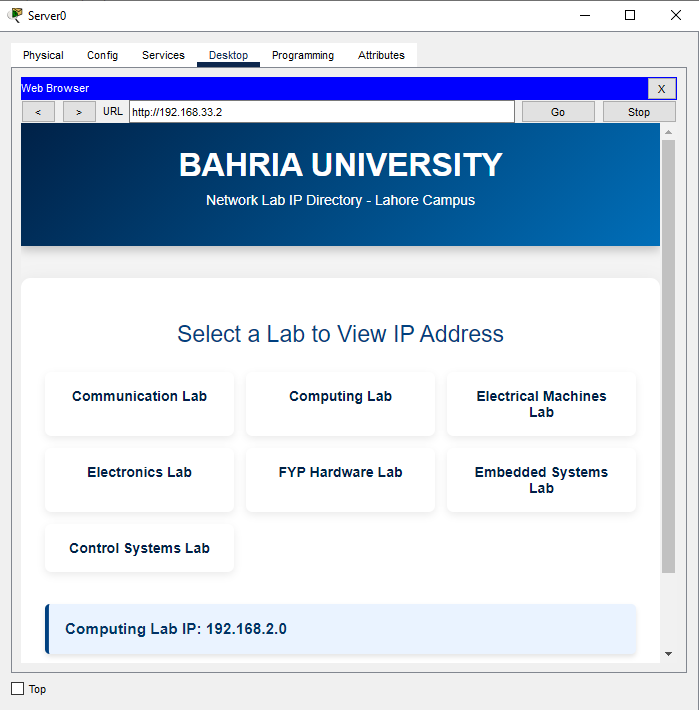 Server0
Physical Config Services Desktop Programming Attributes
Web Browser X
< > URL http://192.168.33.2 Go Stop
BAHRIA UNIVERSITY
Network Lab IP Directory - Lahore Campus
Select a Lab to View IP Address
Communication Lab
Computing Lab
Electrical Machines
Lab
Electronics Lab
FYP Hardware Lab
Embedded Systems
Lab
Control Systems Lab
Computing Lab IP: 192.168.2.0
Top